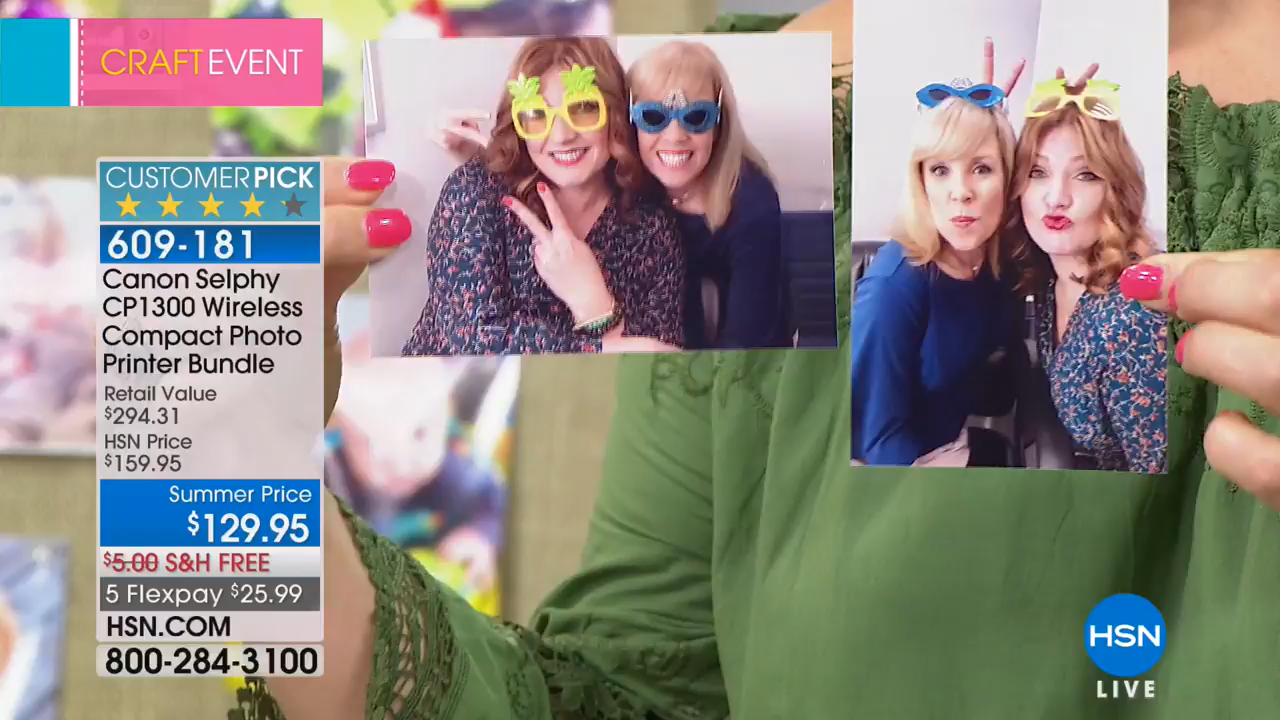 CRAFT EVENT
CUSTOMER PICK
609-181
Canon Selphy
CP1300 Wireless
Compact Photo
Printer Bundle
Retail Value
$294.31
HSN Price
$159.95
Summer Price
$129.95
$5.00 S&H FREE
5 Flexpay $25.99
HSN.COM
800-284-3100
HSN
LIVE